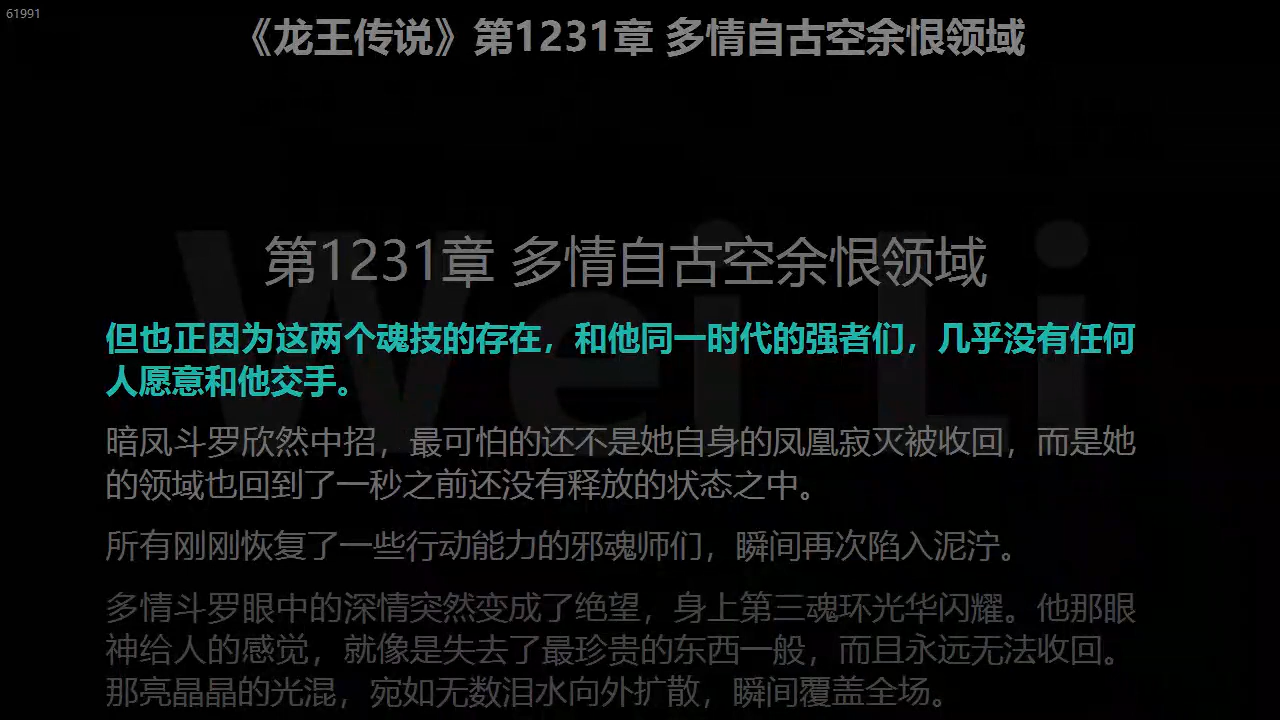 61991
《龙王传说》第1231章 多情自古空余恨领域
Wei Li
第1231章 多情自古空余恨领域
但也正因为这两个魂技的存在，和他同一时代的强者们，几乎没有任何
人愿意和他交手。
暗凤斗罗欣然中招，最可怕的还不是她自身的凤凰寂灭被收回，而是她
的领域也回到了一秒之前还没有释放的状态之中。
所有刚刚恢复了一些行动能力的邪魂师们，瞬间再次陷入泥泞。
多情斗罗眼中的深情突然变成了绝望，身上第三魂环光华闪耀。他那眼
神给人的感觉，就像是失去了最珍贵的东西一般，而且永远无法收回。
那亮晶晶的光混，宛如无数泪水向外扩散，瞬间覆盖全场。